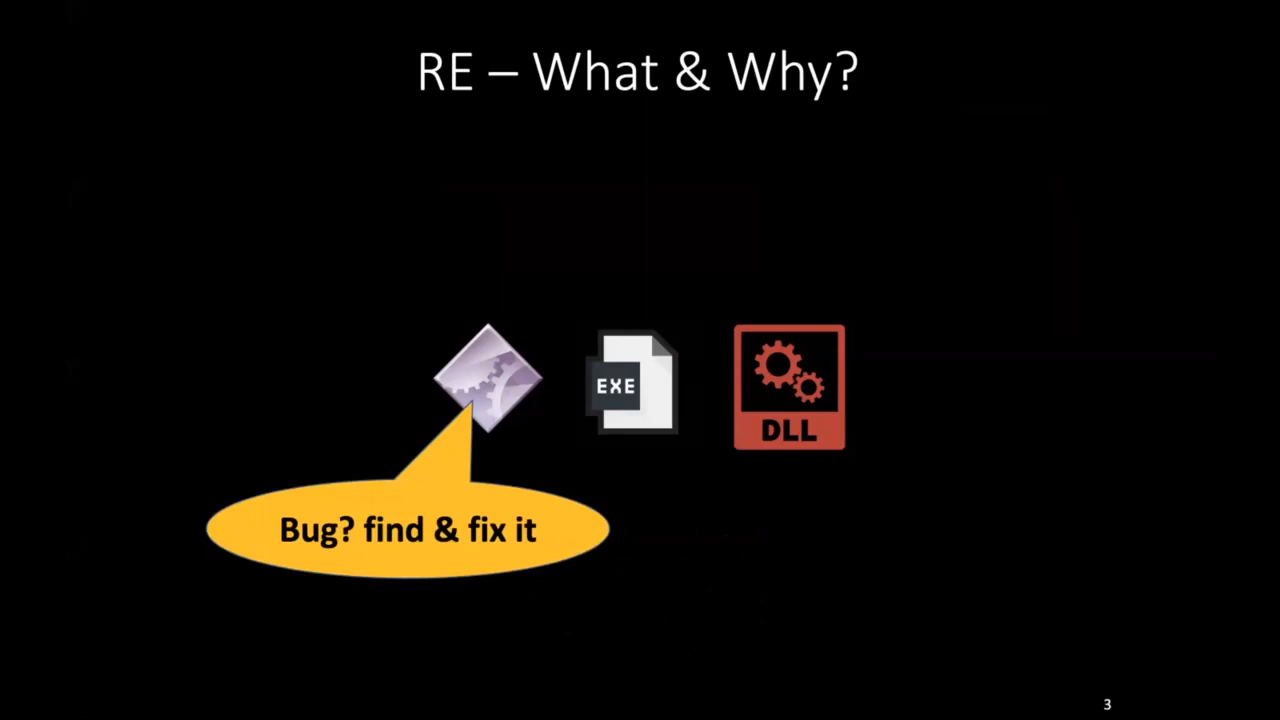 RE – What & Why?
EXE
DLL
Bug? find & fix it
3